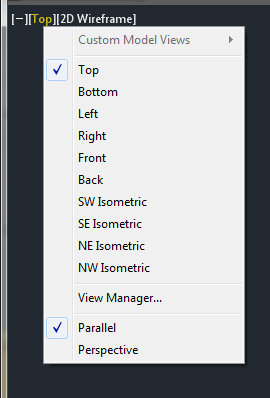 [−][Top][2D Wireframe]
Custom Model Views
Top
Bottom
Left
Right
Front
Back
SW Isometric
SE Isometric
NE Isometric
NW Isometric
View Manager...
Parallel
Perspective